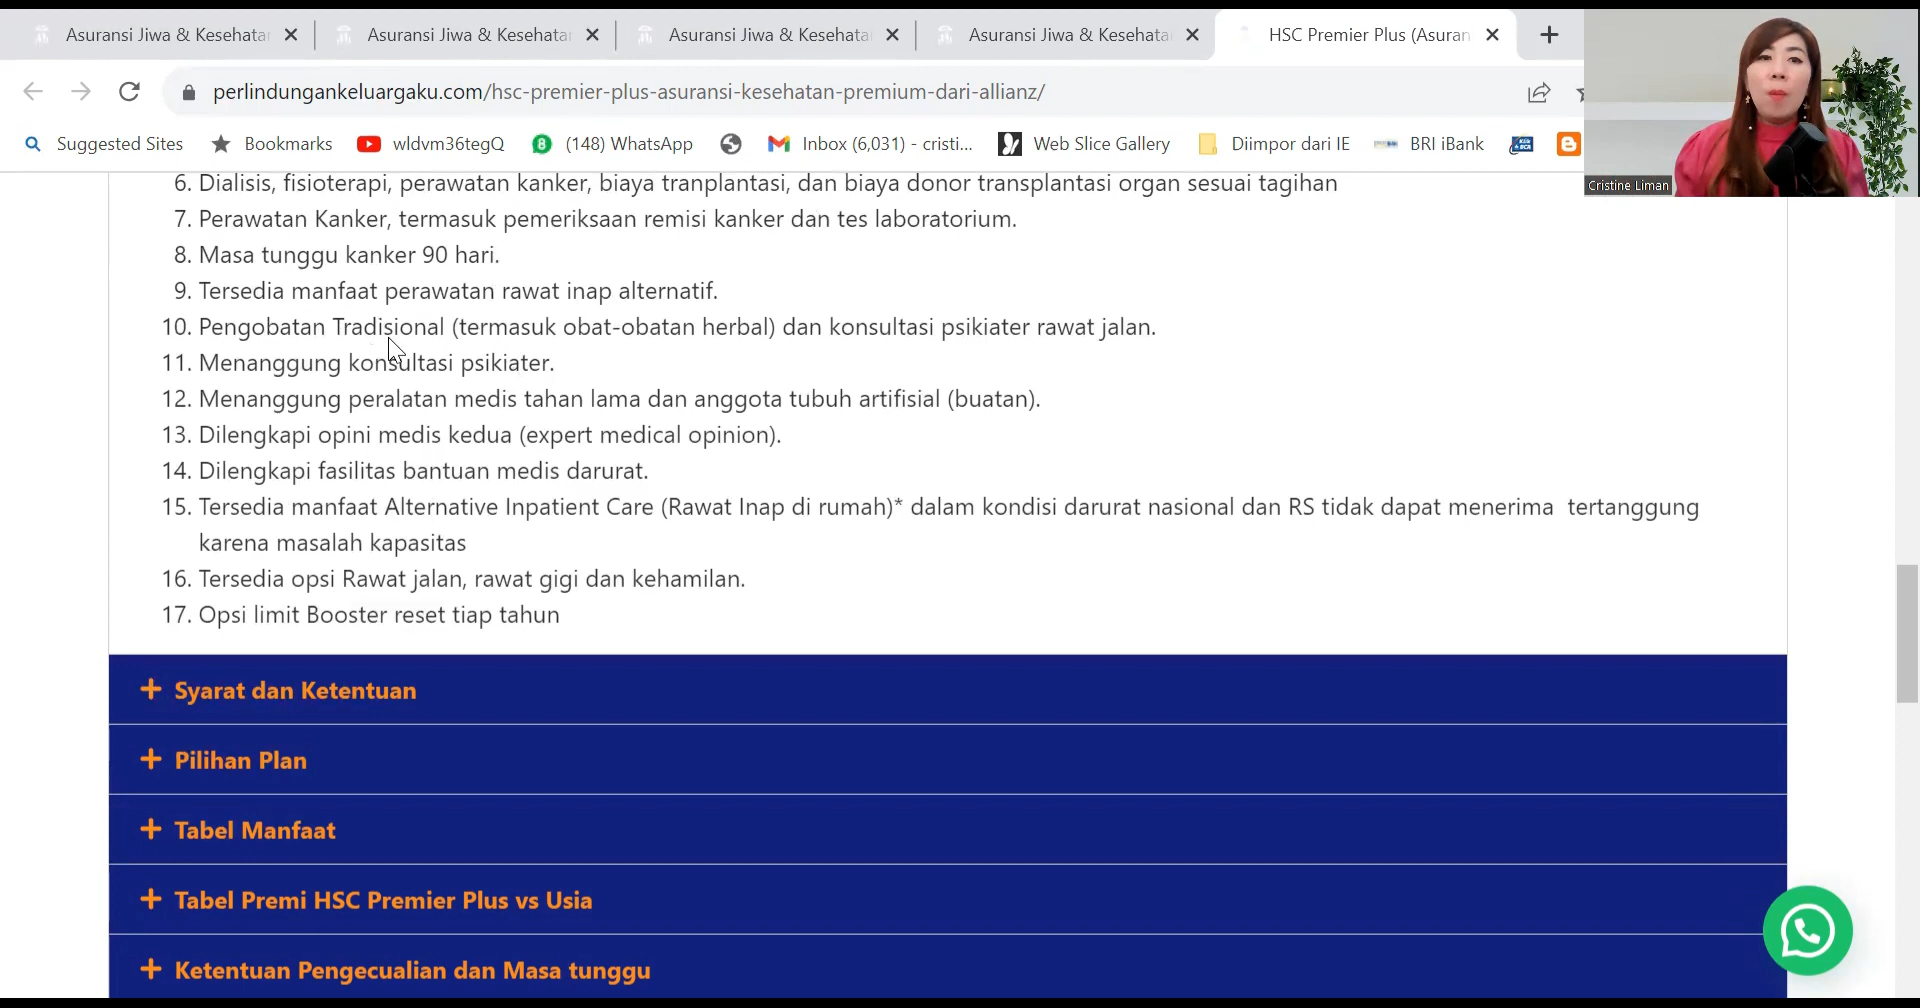 Asuransi Jiwa & Kesehata
Asuransi Jiwa & Kesehatan
Asuransi Jiwa & Kesehata
Asuransi Jiwa & Kesehata
HSC Premier Plus (Asuran
perlindungankeluargaku.com/hsc-premier-plus-asuransi-kesehatan-premium-dari-allianz/
Suggested Sites
Bookmarks
wldvm36tegQ
(148) WhatsApp
Inbox (6,031) - cristi...
Web Slice Gallery
Diimpor dari IE
BRI iBank
Cristine Liman
6. Dialisis, fisioterapi, perawatan kanker, biaya tranplantasi, dan biaya donor transplantasi organ sesuai tagihan
7. Perawatan Kanker, termasuk pemeriksaan remisi kanker dan tes laboratorium.
8. Masa tunggu kanker 90 hari.
9. Tersedia manfaat perawatan rawat inap alternatif.
10. Pengobatan Tradisional (termasuk obat-obatan herbal) dan konsultasi psikiater rawat jalan.
11. Menanggung konsultasi psikiater.
12. Menanggung peralatan medis tahan lama dan anggota tubuh artifisial (buatan).
13. Dilengkapi opini medis kedua (expert medical opinion).
14. Dilengkapi fasilitas bantuan medis darurat.
15. Tersedia manfaat Alternative Inpatient Care (Rawat Inap di rumah)* dalam kondisi darurat nasional dan RS tidak dapat menerima tertanggung
karena masalah kapasitas
16. Tersedia opsi Rawat jalan, rawat gigi dan kehamilan.
17. Opsi limit Booster reset tiap tahun
+ Syarat dan Ketentuan
+ Pilihan Plan
+ Tabel Manfaat
+ Tabel Premi HSC Premier Plus vs Usia
+ Ketentuan Pengecualian dan Masa tunggu